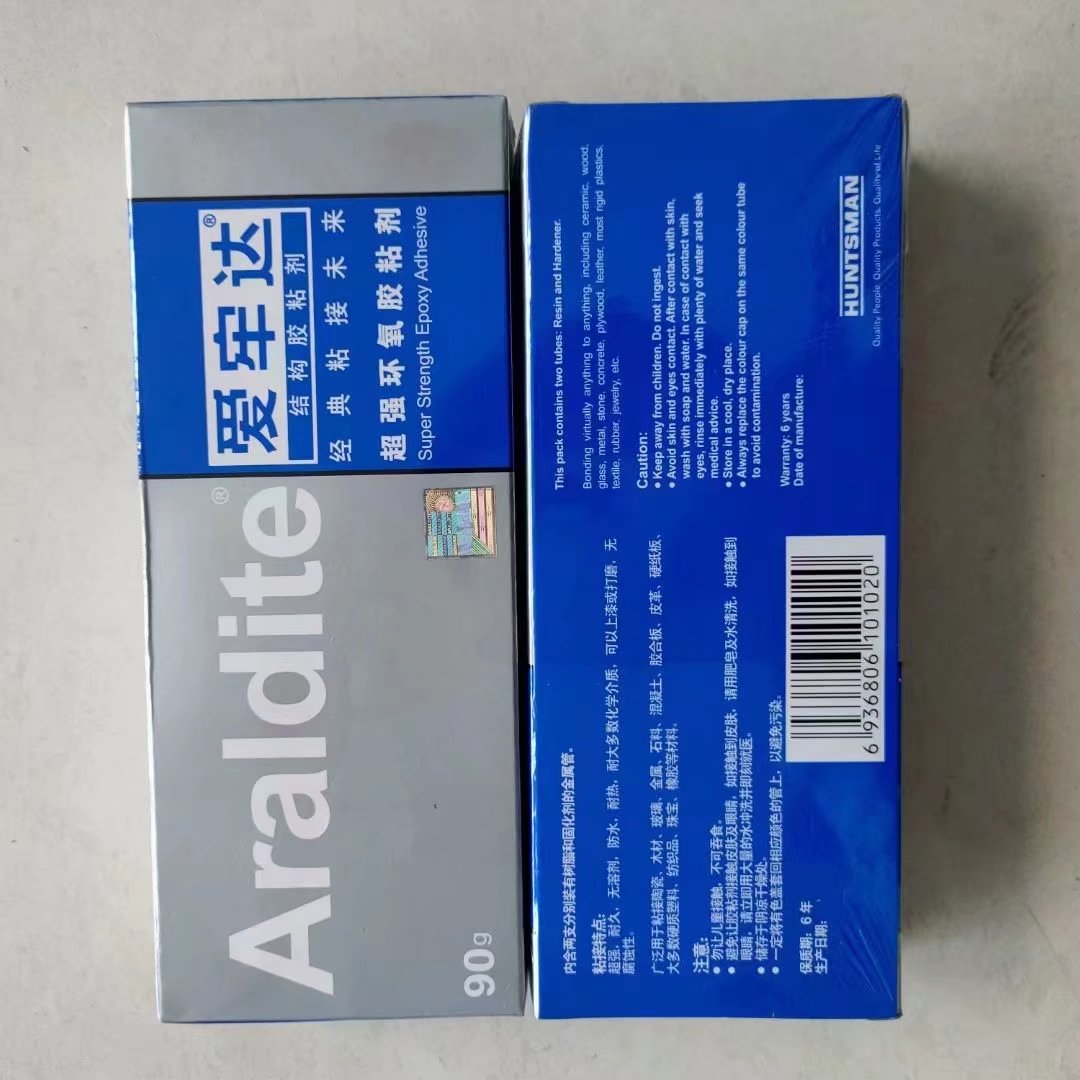 Araldite®
爱牢达®
结构胶粘剂
经典粘接未来
超强环氧胶粘剂
Super Strength Epoxy Adhesive
90g
内含两支分别装有树脂和固化剂的金属管。
粘接特点：
超强，耐久、无溶剂，防水，耐热，耐大多数化学介质，可以上漆或打磨，无
腐蚀性。
广泛用于粘接陶瓷、木材、玻璃、金属、石料、混凝土、胶合板、皮革、硬纸板、
大多数硬质塑料、纺织品、珠宝、橡胶等材料。
注意：
● 勿让儿童接触，不可吞食。
● 避免让胶粘剂接触皮肤及眼睛，如接触到皮肤，请用肥皂及水清洗，如接触到
眼睛，请立即用大量的水冲洗并即刻就医。
● 储存于阴凉干燥处。
● 一定将有色盖套回相应颜色的管上，以避免污染。
保质期：6 年
生产日期：
This pack contains two tubes: Resin and Hardener.
Bonding virtually anything to anything, including ceramic, wood,
glass, metal, stone, concrete, plywood, leather, most rigid plastics,
textile, rubber, jewelry, etc.
Caution:
● Keep away from children. Do not ingest.
● Avoid skin and eyes contact. After contact with skin,
wash with soap and water. In case of contact with
eyes, rinse immediately with plenty of water and seek
medical advice.
● Store in a cool, dry place.
● Always replace the colour cap on the same colour tube
to avoid contamination.
Warranty: 6 years
Date of manufacture:
6 936806 101020
HUNTSMAN
Quality People, Quality Products, Quality of Life